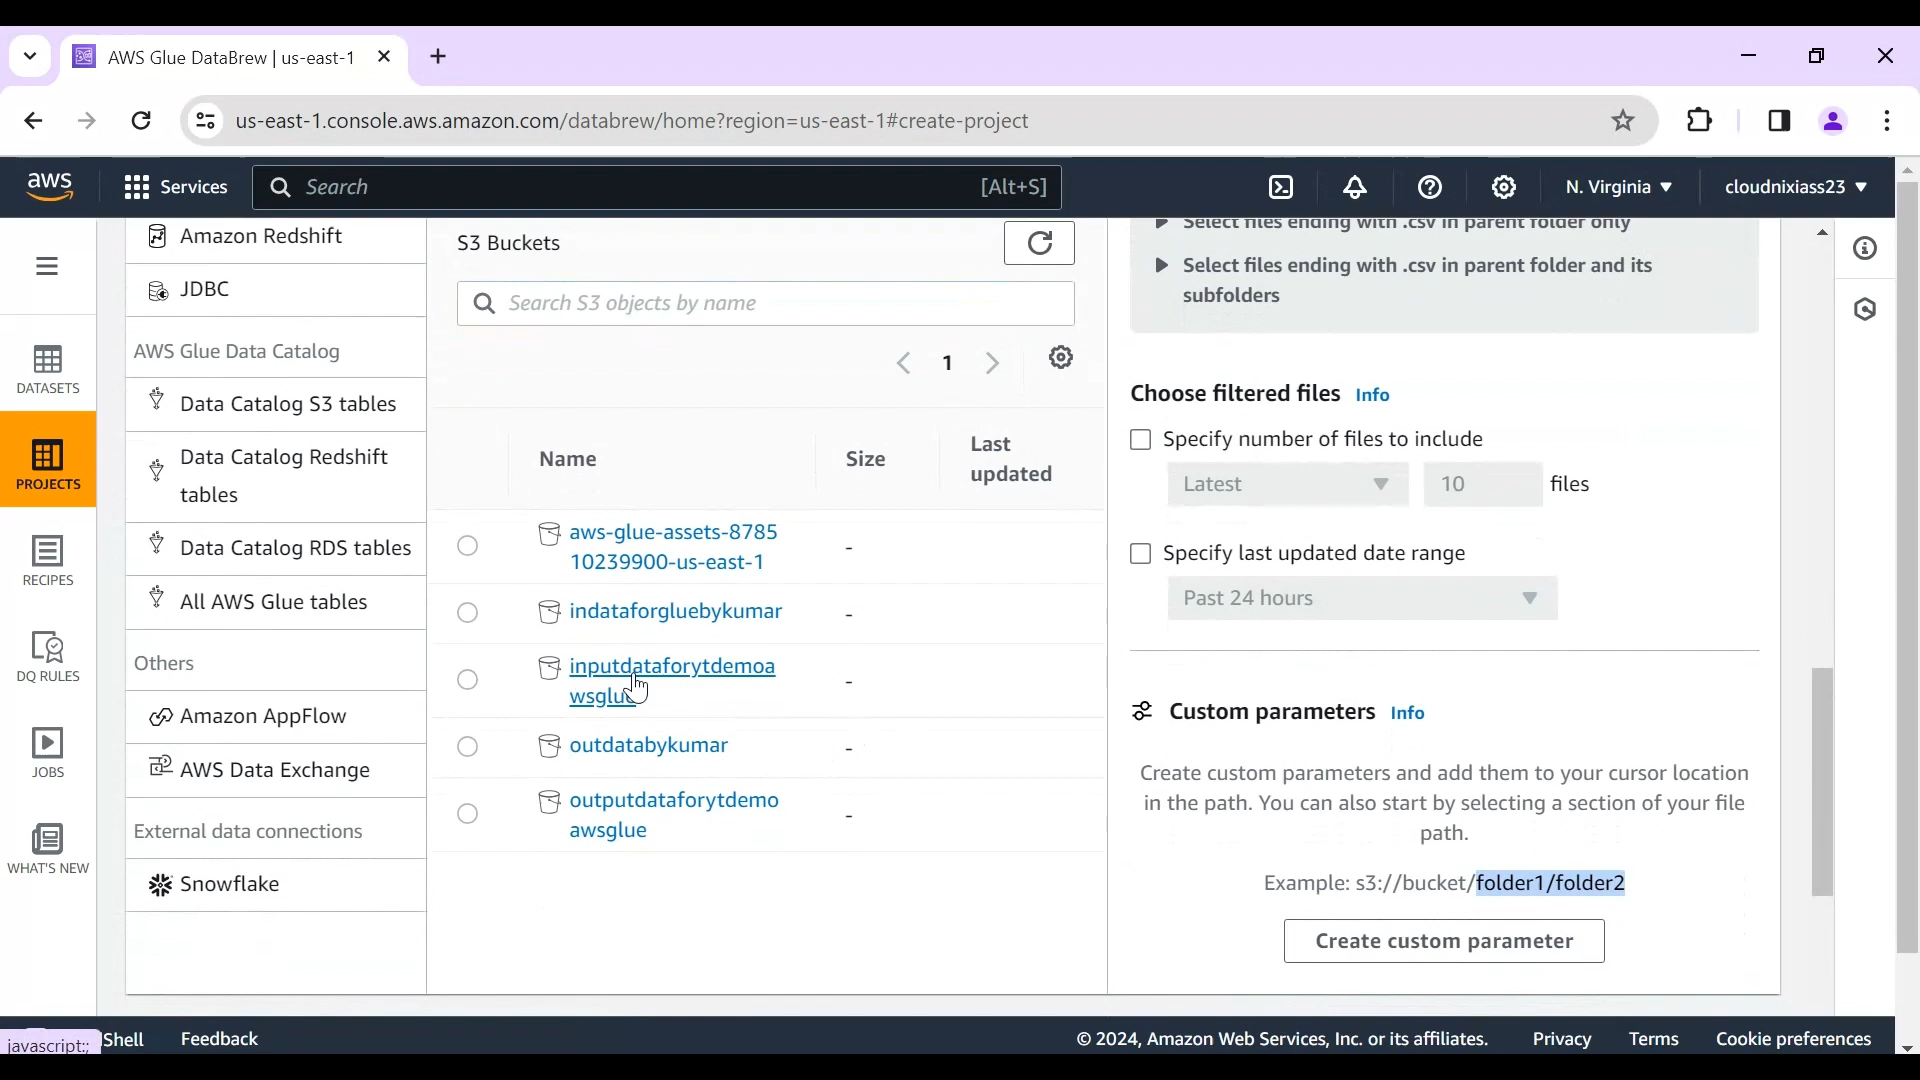 AWS Glue DataBrew | us-east-1
us-east-1.console.aws.amazon.com/databrew/home?region=us-east-1#create-project
aws
Services
Search
[Alt+S]
N. Virginia
cloudnixiass23
DATASETS
PROJECTS
RECIPES
DQ RULES
JOBS
WHAT'S NEW
Amazon Redshift
JDBC
AWS Glue Data Catalog
Data Catalog S3 tables
Data Catalog Redshift
tables
Data Catalog RDS tables
All AWS Glue tables
Others
Amazon AppFlow
AWS Data Exchange
External data connections
Snowflake
S3 Buckets
Search S3 objects by name
1
Name
Size
Last
updated
aws-glue-assets-8785
10239900-us-east-1
-
indataforgluebykumar
-
inputdataforytdemoa
wsglue
-
outdatabykumar
-
outputdataforytdemo
awsglue
-
Select files ending with .csv in parent folder only
Select files ending with .csv in parent folder and its
subfolders
Choose filtered files Info
Specify number of files to include
Latest
10
files
Specify last updated date range
Past 24 hours
Custom parameters Info
Create custom parameters and add them to your cursor location
in the path. You can also start by selecting a section of your file
path.
Example: s3://bucket/folder1/folder2
Create custom parameter
javascript:;
Shell
Feedback
© 2024, Amazon Web Services, Inc. or its affiliates.
Privacy
Terms
Cookie preferences